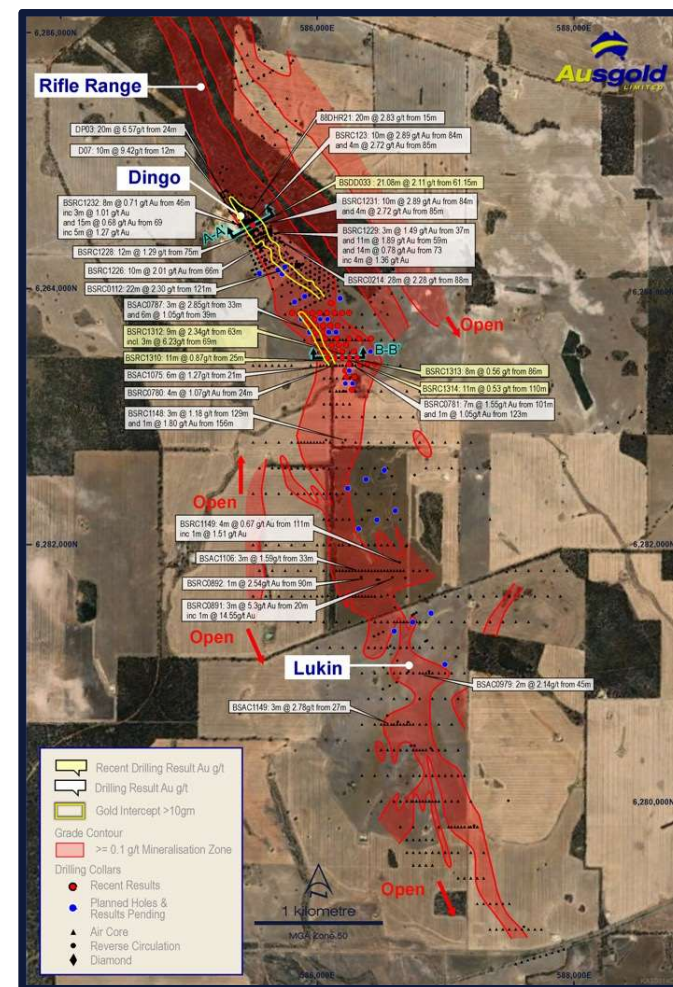 6,286,000N
586,000E
588,000E
Ausgold
LIMITED
Rifle Range
DP03: 20m @ 6.57g/t from 24m
D07: 10m @ 9.42g/t from 12m
88DHR21: 20m @ 2.83 g/t from 15m
BSRC123: 10m @ 2.89 g/t Au from 84m
and 4m @ 2.72 g/t Au from 85m
Dingo
BSDD033 : 21.08m @ 2.11 g/t from 61.15m
BSRC1232: 8m @ 0.71 g/t Au from 46m
inc 3m @ 1.01 g/t Au
and 15m @ 0.68 g/t Au from 69
inc 5m @ 1.27 g/t Au
BSRC1231: 10m @ 2.89 g/t Au from 84m
and 4m @ 2.72 g/t Au from 85m
A-A'
BSRC1229: 3m @ 1.49 g/t Au from 37m
and 11m @ 1.89 g/t Au from 59m
and 14m @ 0.78 g/t Au from 73
inc 4m @ 1.36 g/t Au
BSRC1228: 12m @ 1.29 g/t from 75m
BSRC1226: 10m @ 2.01 g/t Au from 66m
BSRC0214: 28m @ 2.28 g/t from 88m
BSRC0112: 22m @ 2.30 g/t from 121m
6,264,000N
BSAC0787: 3m @ 2.85g/t from 33m
and 6m @ 1.05g/t from 39m
Open
BSRC1312: 9m @ 2.34g/t from 63m
incl. 3m @ 6.23g/t from 69m
B-B'
BSRC1310: 11m @ 0.87g/t from 25m
BSRC1313: 8m @ 0.56 g/t from 86m
BSAC1075: 6m @ 1.27g/t from 21m
BSRC1314: 11m @ 0.53 g/t from 110m
BSRC0780: 4m @ 1.07g/t Au from 24m
BSRC0781: 7m @ 1.55g/t Au from 101m
and 1m @ 1.05g/t Au from 123m
BSRC1148: 3m @ 1.18 g/t from 129m
and 1m @ 1.80 g/t Au from 156m
Open
BSRC1149: 4m @ 0.67 g/t Au from 111m
inc 1m @ 1.51 g/t Au
6,282,000N
6,282,000N
BSAC1106: 3m @ 1.59g/t from 33m
BSRC0892: 1m @ 2.54g/t Au from 90m
BSRC0891: 3m @ 5.3g/t Au from 20m
inc 1m @ 14.55g/t Au
Open
Lukin
BSAC0979: 2m @ 2.14g/t from 45m
BSAC1149: 3m @ 2.78g/t from 27m
6,280,000N
Recent Drilling Result Au g/t
Drilling Result Au g/t
Gold Intercept >10gm
Grade Contour
>= 0.1 g/t Mineralisation Zone
Drilling Collars
Recent Results
Planned Holes &
Results Pending
Air Core
Reverse Circulation
Diamond
Open
1 kilometre
MGA Zone 50
588,000E